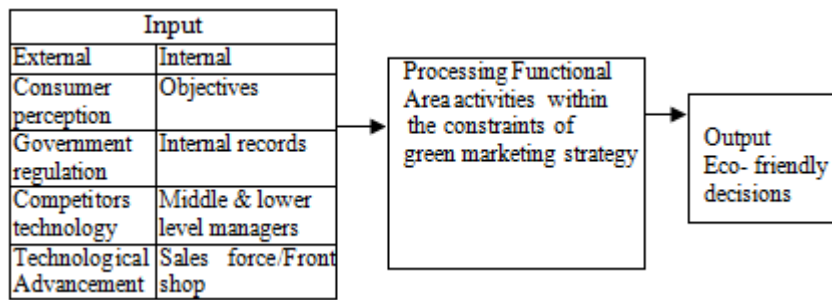 Input
External Internal
Consumer perception Objectives
Government regulation Internal records
Competitors technology Middle & lower level managers
Technological Advancement Sales force/Front shop
Processing Functional
Area activities within
the constraints of
green marketing strategy
Output
Eco- friendly
decisions